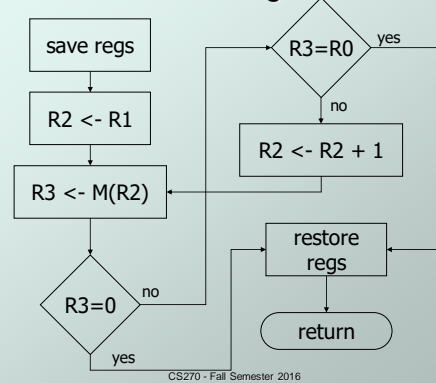 save regs
R2 <- R1
R3 <- M(R2)
R3=0
no
yes
R3=R0
yes
no
R2 <- R2 + 1
restore
regs
return
CS270 - Fall Semester 2016